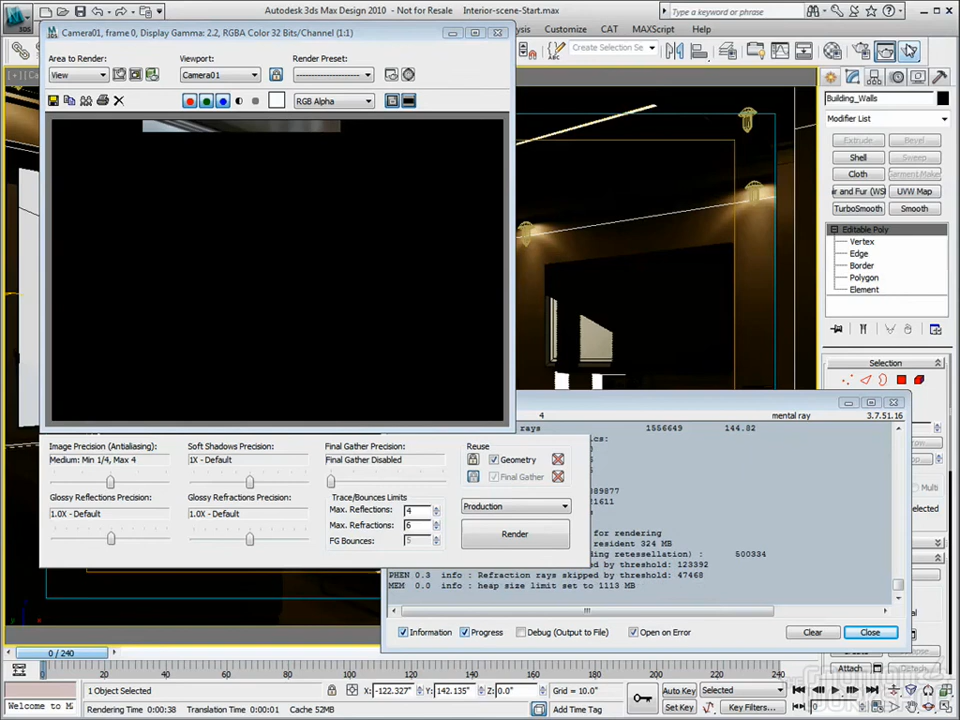 Autodesk 3ds Max Design 2010 - Not for Resale Interior-scene-Start.max
Type a keyword or phrase
Camera01, frame 0, Display Gamma: 2.2, RGBA Color 32 Bits/Channel (1:1)
Customize CAT MAXScript Help
Area to Render: Viewport: Render Preset:
View Camera01
Create Selection Se
RGB Alpha
Building_Walls
Modifier List
Extrude Bevel
Shell Sweep
Cloth Garment Maker
ir and Fur (WS UVW Map
TurboSmooth Smooth
Editable Poly
Vertex
Edge
Border
Polygon
Element
Selection
4 mental ray 3.7.51.16
rays 1556649 144.82
Image Precision (Antialiasing): Soft Shadows Precision: Final Gather Precision: Reuse
Medium: Min 1/4, Max 4 1X - Default Final Gather Disabled Geometry
Final Gather
Glossy Reflections Precision: Glossy Refractions Precision: Trace/Bounces Limits
1.0X - Default 1.0X - Default Max. Reflections: 4 Production
Max. Refractions: 6
FG Bounces: 5 Render
for rendering
resident 324 MB
ding retessellation) : 500334
ed by threshold: 123392
PHEN 0.3 info : Refraction rays skipped by threshold: 47468
MEM 0.0 info : heap size limit set to 1113 MB
Information Progress Debug (Output to File) Open on Error Clear Close
0 / 240
Attach
0 20 40 60 80 100 120 140 160 180 200 220 240
1 Object Selected X: -122.327" Y: 142.135" Z: 0.0" Grid = 10.0" Auto Key Selected
Welcome to M Rendering Time 0:00:38 Translation Time 0:00:01 Cache 52MB Add Time Tag Set Key Key Filters... 0